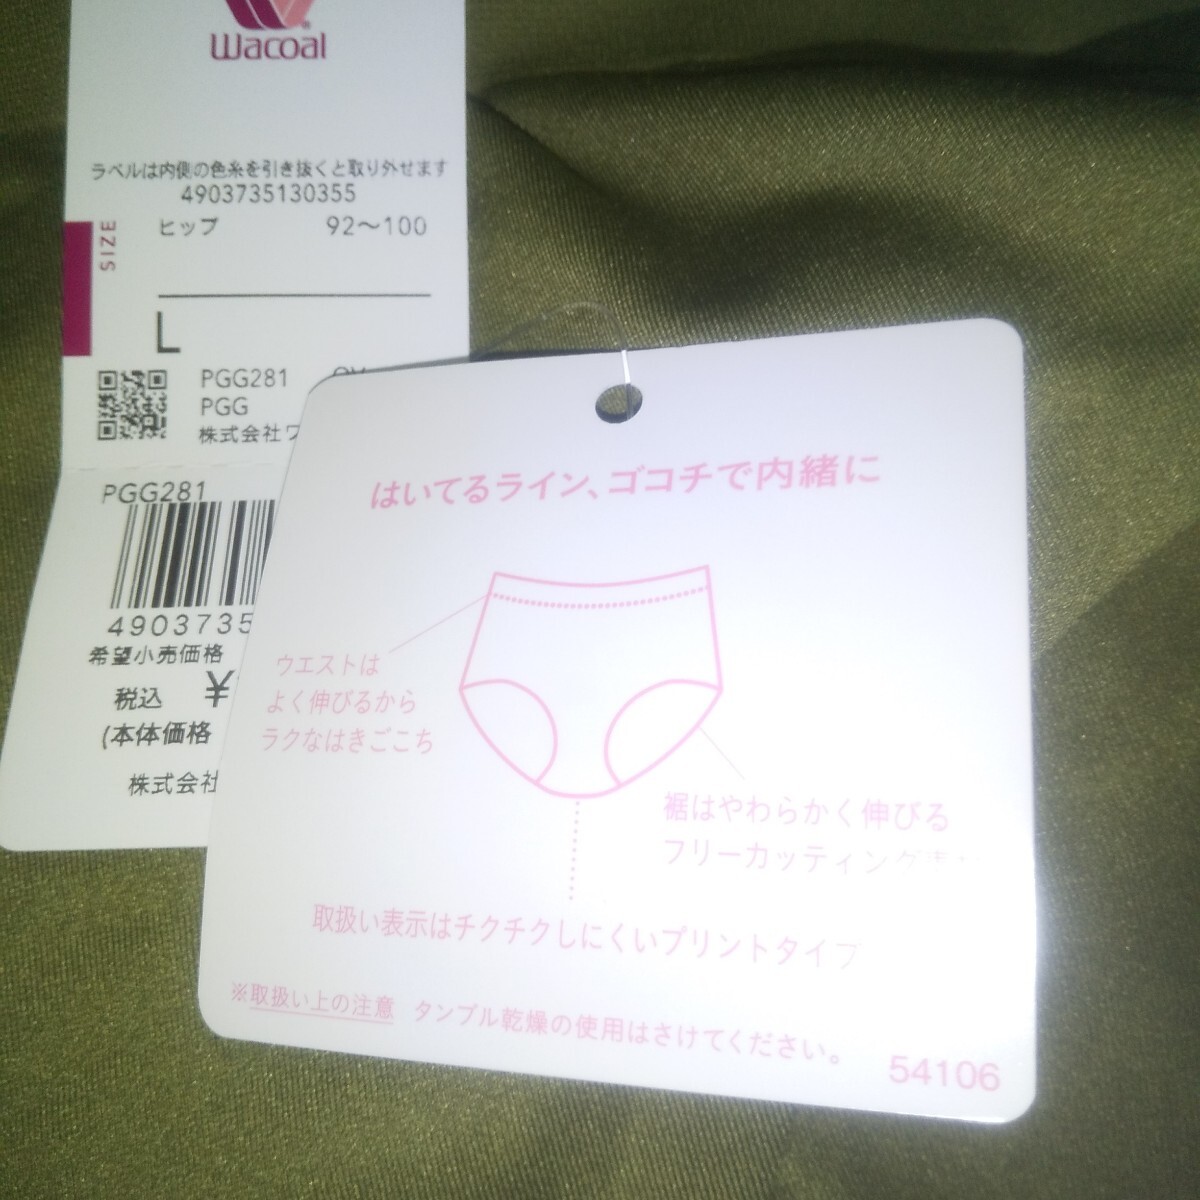 Wacoal
ラベルは内側の色糸を引き抜くと取り外せます
4903735130355
SIZE
ヒップ 92〜100
L
PGG281
PGG
株式会社ワ
PGG281
4903735
希望小売価格
税込 ¥
(本体価格
株式会社
はいてるライン、ゴコチで内緒に
ウエストは
よく伸びるから
ラクなはきごこち
裾はやわらかく伸びる
フリーカッティング
取扱い表示はチクチクしにくいプリントタイプ
※取扱い上の注意 タンブル乾燥の使用はさけてください。
54106